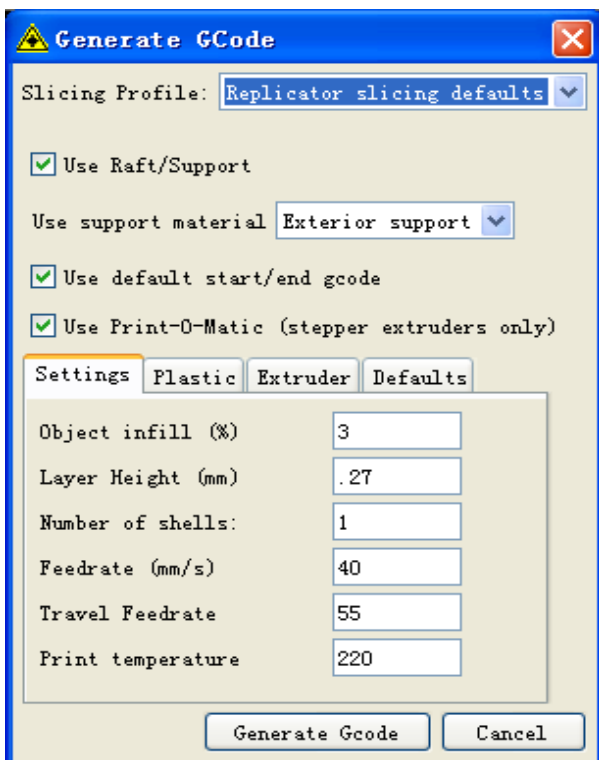 Generate GCode
Slicing Profile: Replicator slicing defaults
Use Raft/Support
Use support material Exterior support
Use default start/end gcode
Use Print-O-Matic (stepper extruders only)
Settings Plastic Extruder Defaults
Object infill (%) 3
Layer Height (mm) .27
Number of shells: 1
Feedrate (mm/s) 40
Travel Feedrate 55
Print temperature 220
Generate Gcode Cancel